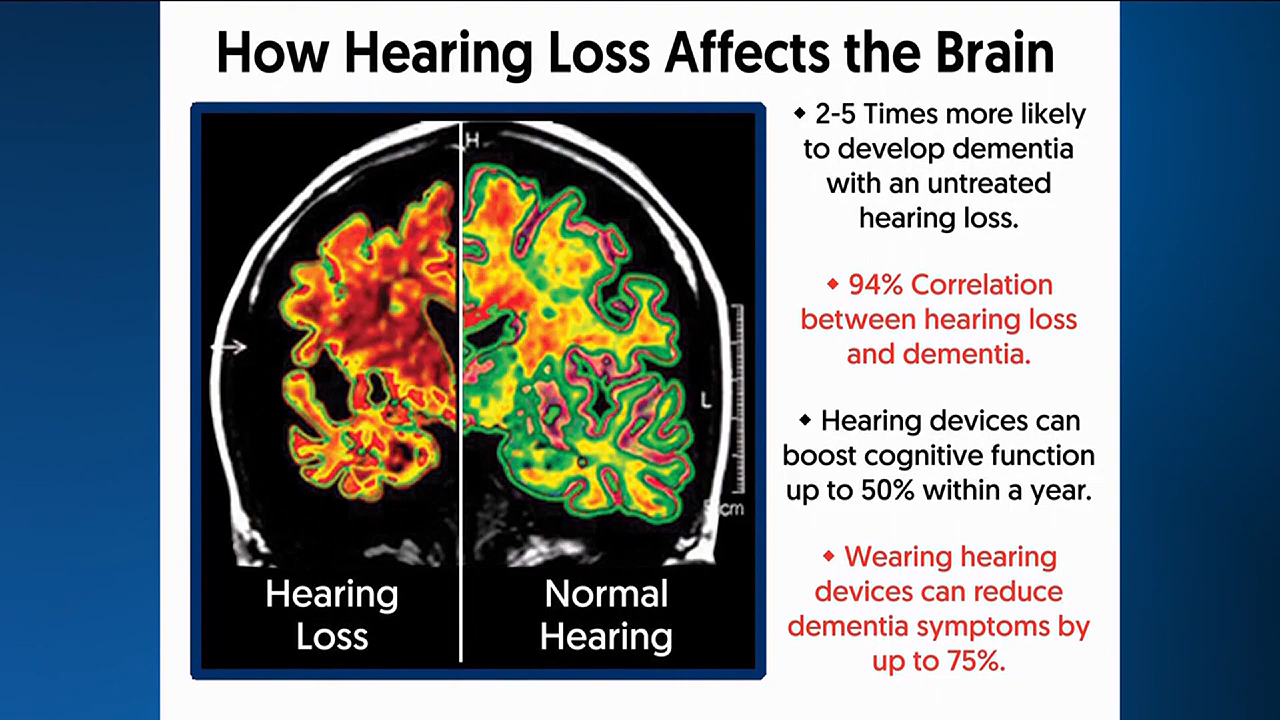 How Hearing Loss Affects the Brain
H
L
cm
Hearing
Loss
Normal
Hearing
◆ 2-5 Times more likely
to develop dementia
with an untreated
hearing loss.
◆ 94% Correlation
between hearing loss
and dementia.
◆ Hearing devices can
boost cognitive function
up to 50% within a year.
◆ Wearing hearing
devices can reduce
dementia symptoms by
up to 75%.